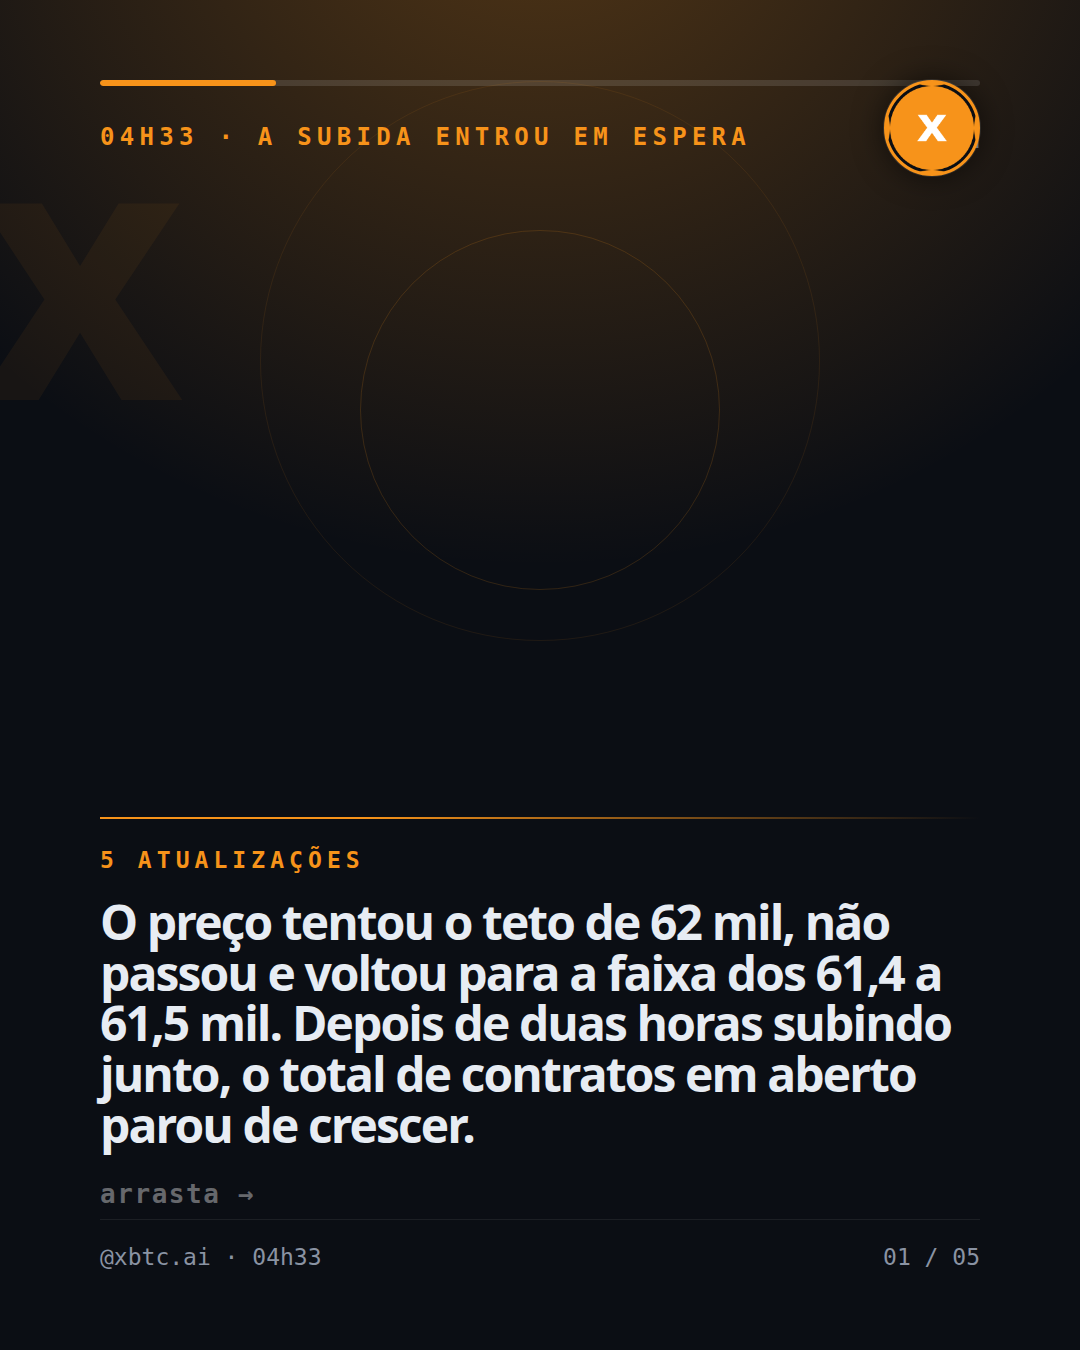 04H33 · A SUBIDA ENTROU EM ESPERA
X
X
5 ATUALIZAÇÕES
O preço tentou o teto de 62 mil, não
passou e voltou para a faixa dos 61,4 a
61,5 mil. Depois de duas horas subindo
junto, o total de contratos em aberto
parou de crescer.
arrasta →
@xbtc.ai · 04h33
01 / 05